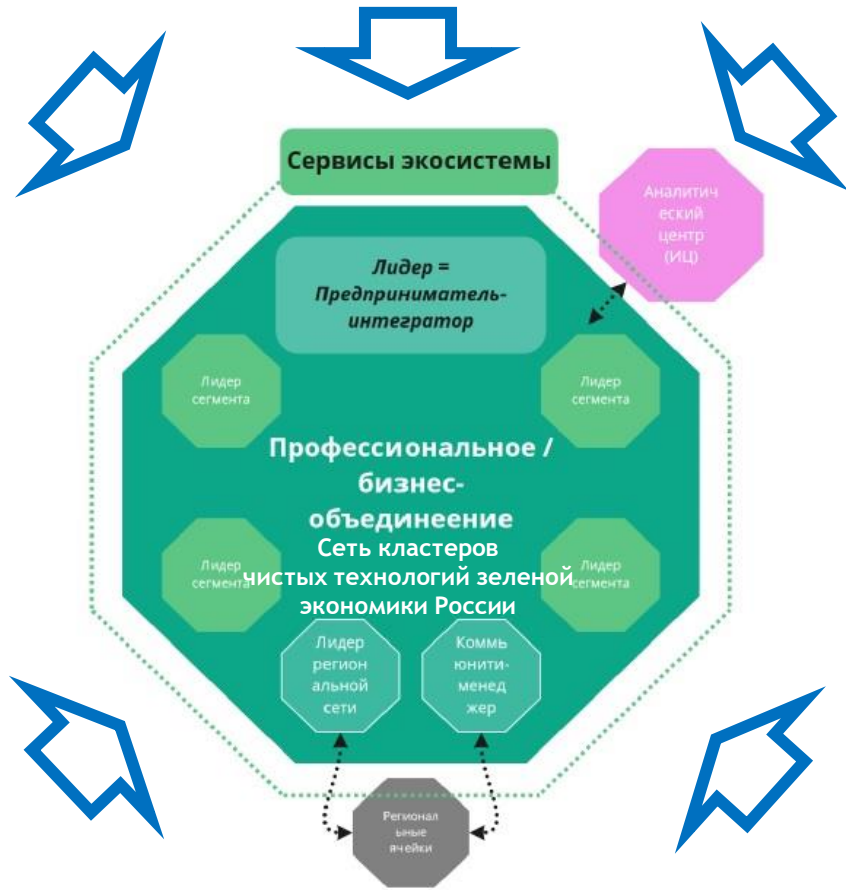 Сервисы экосистемы
Аналитич
еский
центр
(ИЦ)
Лидер =
Предприниматель-
интегратор
Лидер
сегмента
Лидер
сегмента
Профессиональное /
бизнес-
объединеение
Сеть кластеров
чистых технологий зеленой
экономики России
Лидер
сегмента
Лидер
сегмента
Лидер
регион
альной
сети
Коммь
юнити-
менед
жер
Регионал
ьные
ячейки